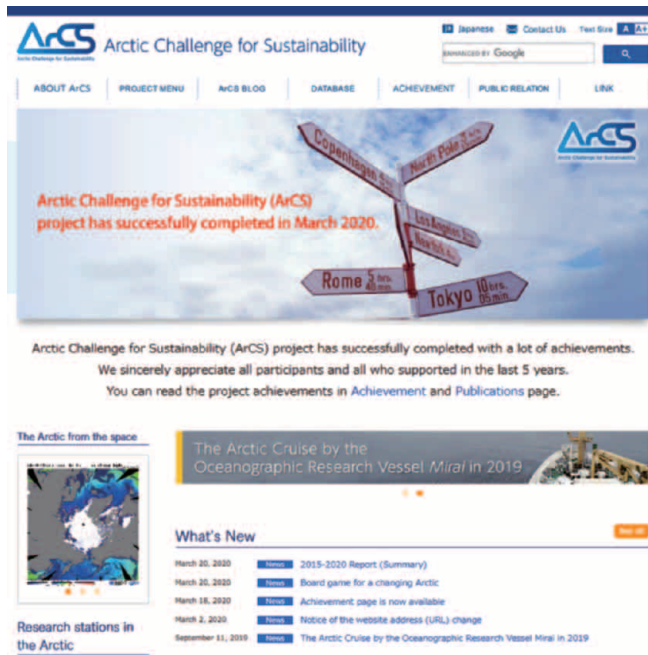 ArCS
Arctic Challenge for Sustainability
Arctic Challenge for Sustainability
Japanese
Contact Us
Text Size A A+
ENHANCED BY Google
ABOUT ArCS
PROJECT MENU
ArCS BLOG
DATABASE
ACHIEVEMENT
PUBLIC RELATION
LINK
Copenhagen
North Pole
Los Angeles
New York
Rome 5 hrs.
Tokyo 10 hrs.
05 min.
ArCS
Arctic Challenge for Sustainability
Arctic Challenge for Sustainability (ArCS)
project has successfully completed in March 2020.
Arctic Challenge for Sustainability (ArCS) project has successfully completed with a lot of achievements.
We sincerely appreciate all participants and all who supported in the last 5 years.
You can read the project achievements in Achievement and Publications page.
The Arctic from the space
The Arctic Cruise by the
Oceanographic Research Vessel Mirai in 2019
What's New
See all
March 20, 2020 News 2015-2020 Report (Summary)
March 20, 2020 News Board game for a changing Arctic
March 18, 2020 News Achievement page is now available
March 2, 2020 News Notice of the website address (URL) change
September 11, 2019 News The Arctic Cruise by the Oceanographic Research Vessel Mirai in 2019
Research stations in
the Arctic